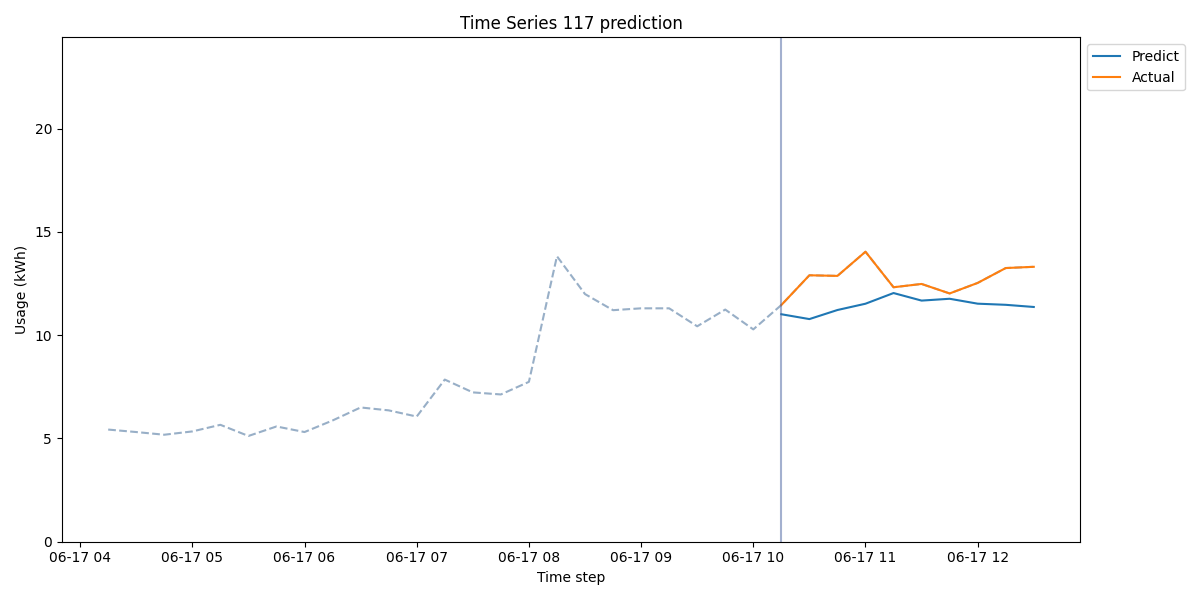 Time Series 117 prediction
Predict
Actual
Usage (kWh)
20
15
10
5
0
06-17 04 06-17 05 06-17 06 06-17 07 06-17 08 06-17 09 06-17 10 06-17 11 06-17 12
Time step